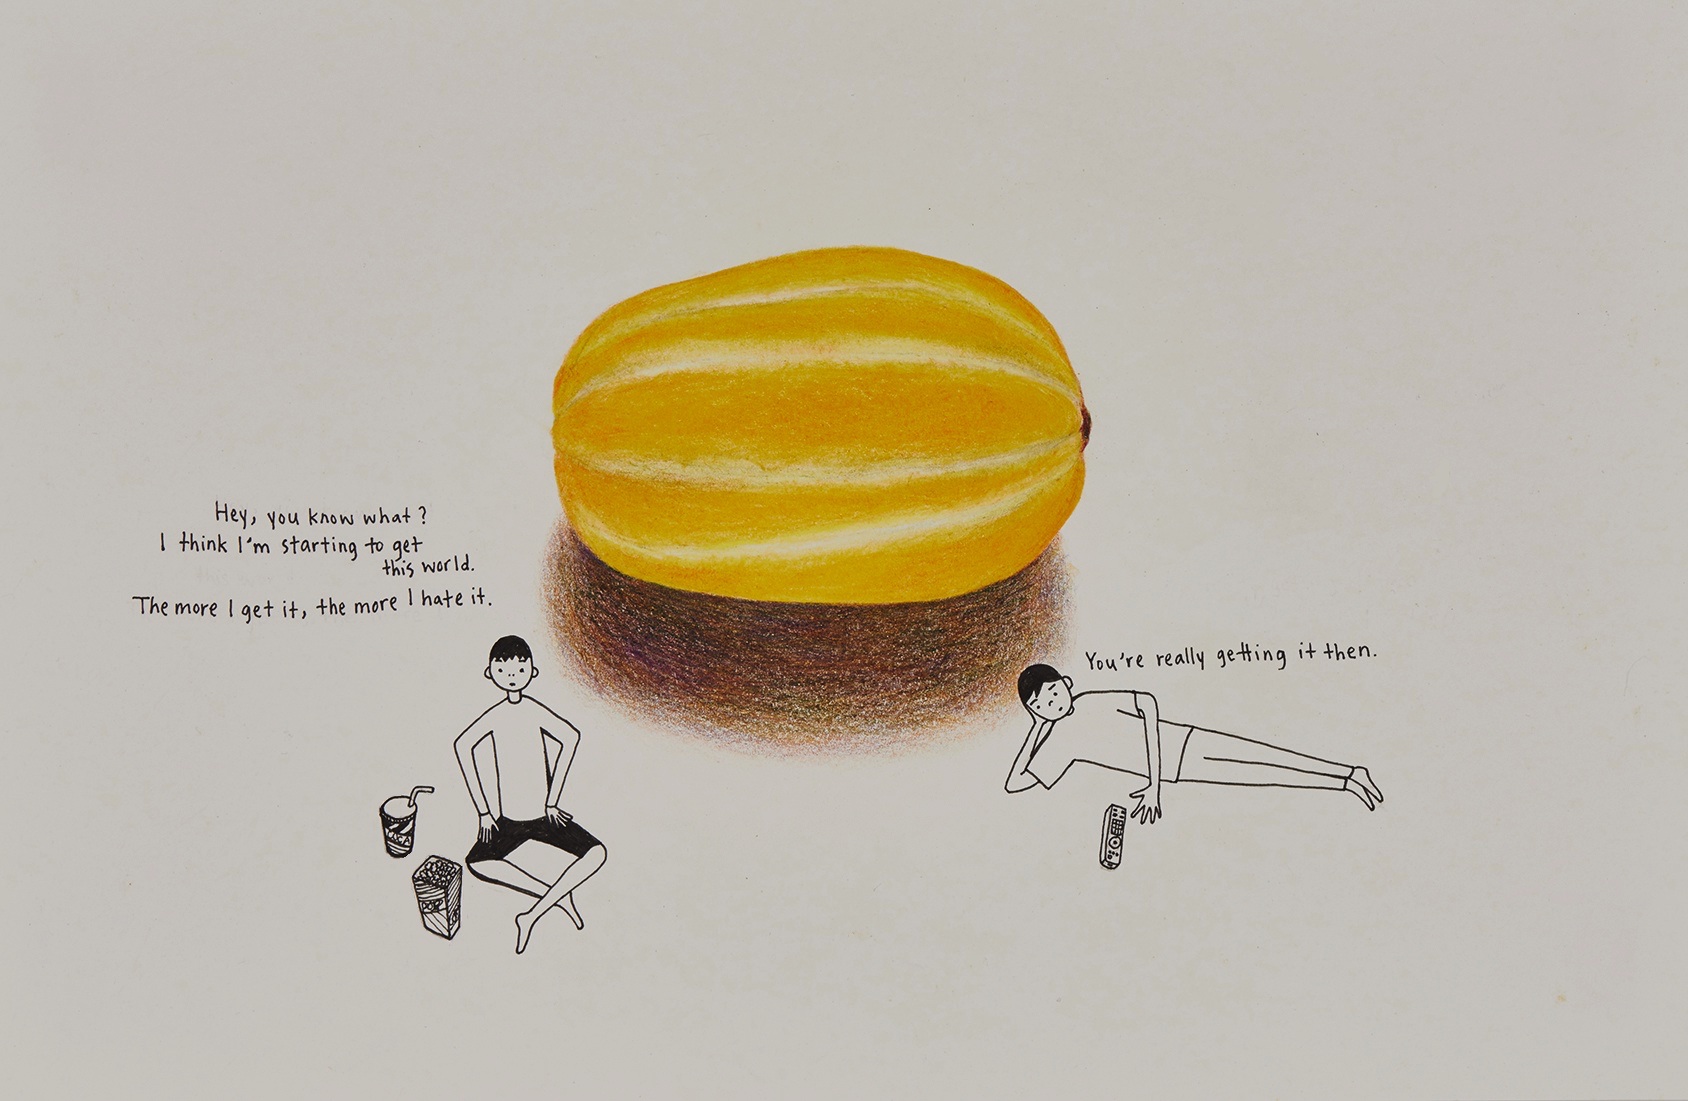 Hey, you know what?
I think I'm starting to get
this world.
The more I get it, the more I hate it.
You're really getting it then.
POP